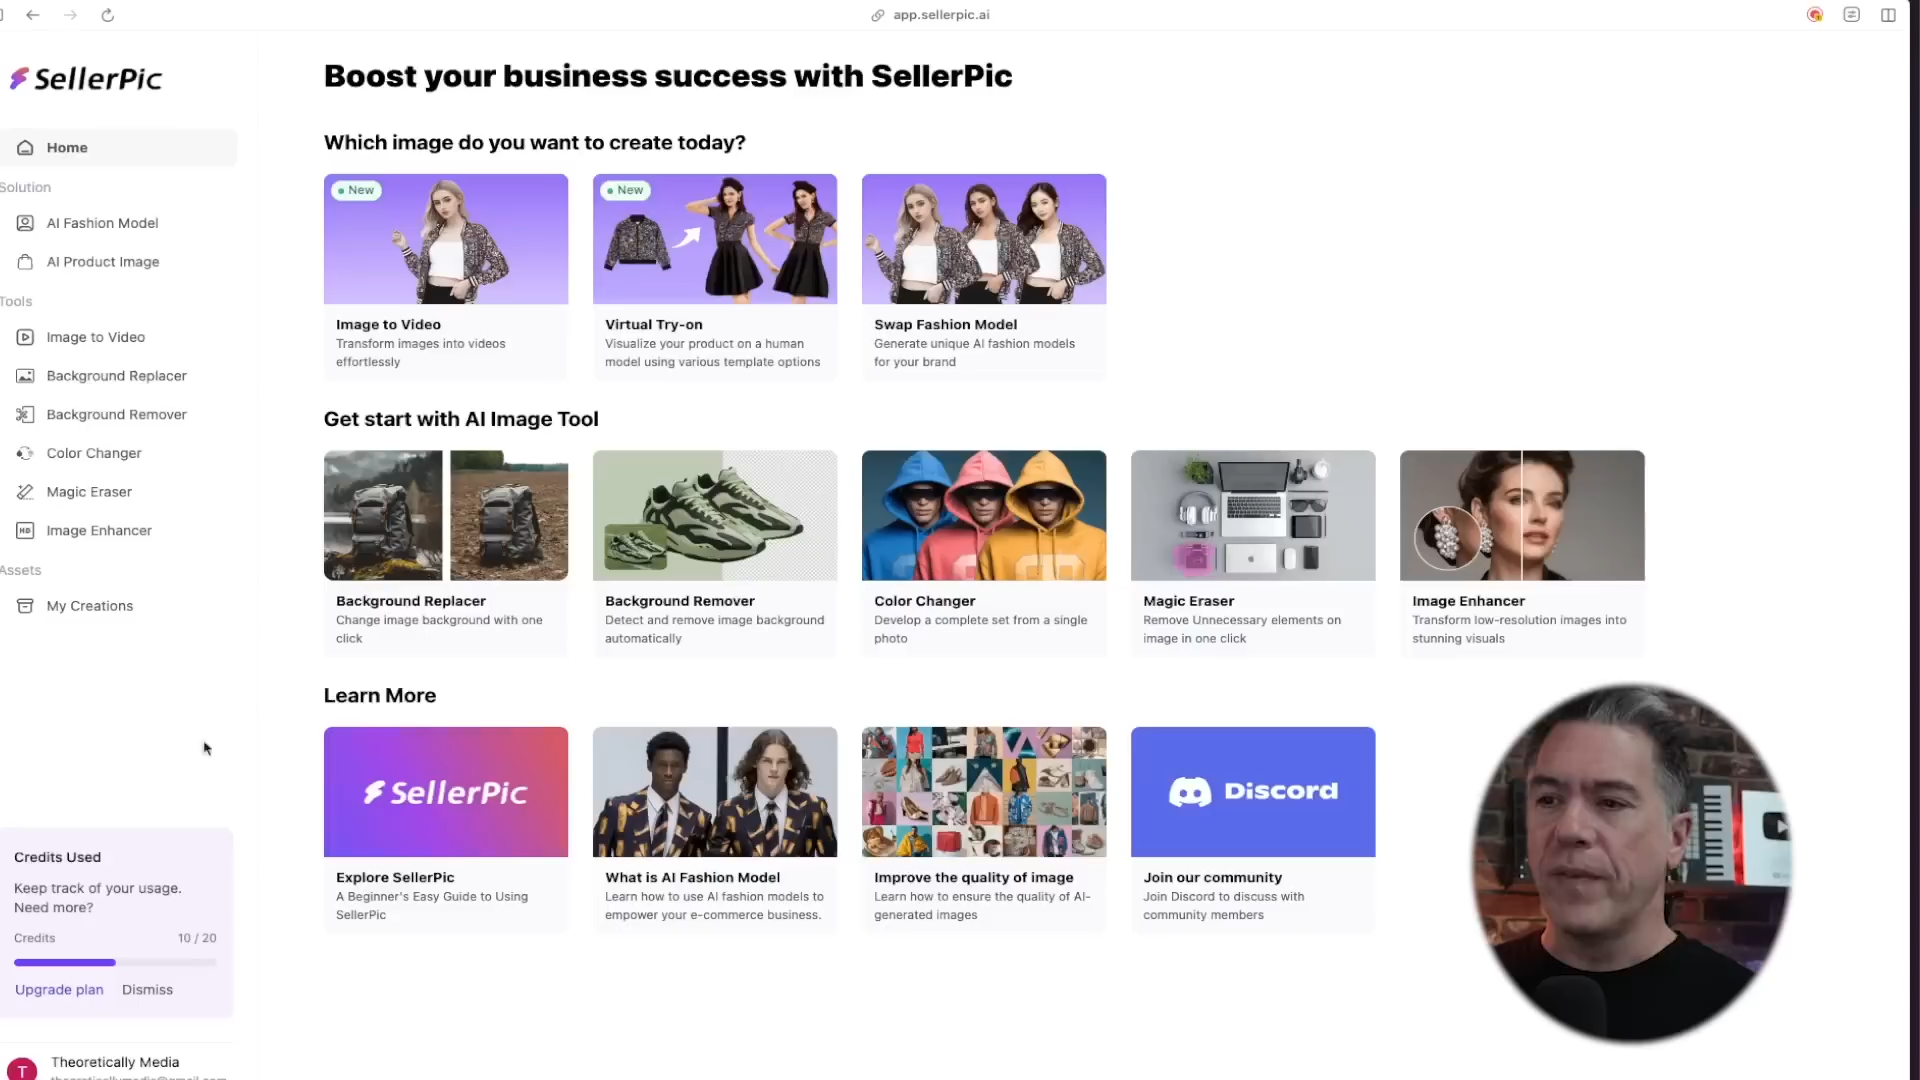 app.sellerpic.ai
SellerPic
Home
Solution
AI Fashion Model
AI Product Image
Tools
Image to Video
Background Replacer
Background Remover
Color Changer
Magic Eraser
Image Enhancer
Assets
My Creations
Credits Used
Keep track of your usage.
Need more?
Credits 10 / 20
Upgrade plan Dismiss
T
Theoretically Media
Boost your business success with SellerPic
Which image do you want to create today?
New
Image to Video
Transform images into videos
effortlessly
New
Virtual Try-on
Visualize your product on a human
model using various template options
Swap Fashion Model
Generate unique AI fashion models
for your brand
Get start with AI Image Tool
Background Replacer
Change image background with one
click
Background Remover
Detect and remove image background
automatically
Color Changer
Develop a complete set from a single
photo
Magic Eraser
Remove Unnecessary elements on
image in one click
HD
Image Enhancer
Transform low-resolution images into
stunning visuals
Learn More
SellerPic
Explore SellerPic
A Beginner's Easy Guide to Using
SellerPic
What is AI Fashion Model
Learn how to use AI fashion models to
empower your e-commerce business.
Improve the quality of image
Learn how to ensure the quality of AI-
generated images
Discord
Join our community
Join Discord to discuss with
community members